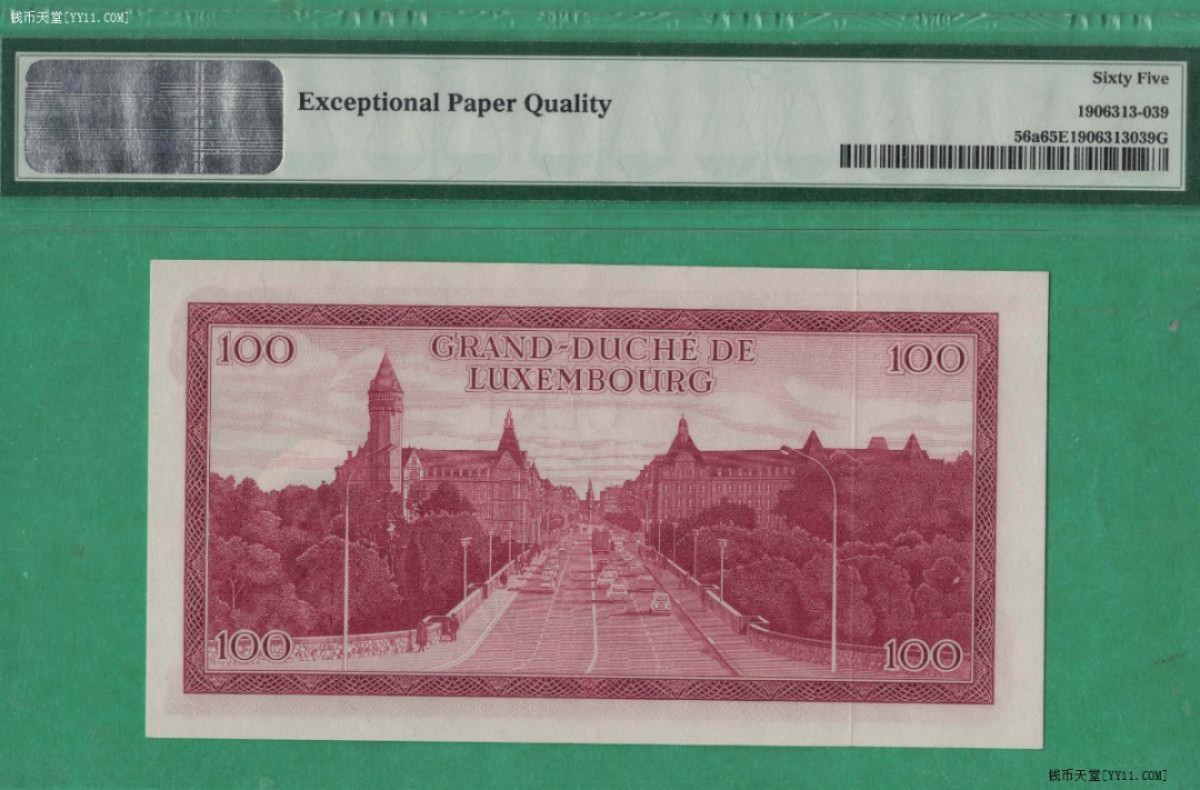 钱币天堂[YY11.COM]
Exceptional Paper Quality
Sixty Five
1906313-039
56a65E1906313039G
100
GRAND-DUCHÉ DE
LUXEMBOURG
100
100
100
钱币天堂[YY11.COM]